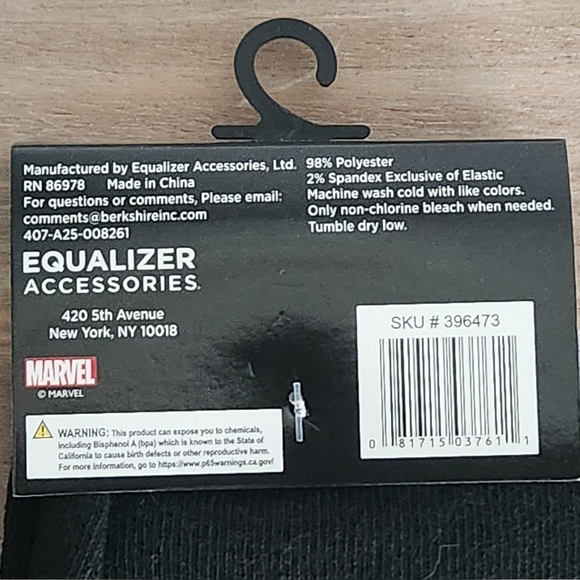 Manufactured by Equalizer Accessories, Ltd.
RN 86978 Made in China
For questions or comments, Please email:
comments@berkshireinc.com
407-A25-008261
98% Polyester
2% Spandex Exclusive of Elastic
Machine wash cold with like colors.
Only non-chlorine bleach when needed.
Tumble dry low.
EQUALIZER
ACCESSORIES.
420 5th Avenue
New York, NY 10018
MARVEL
© MARVEL
WARNING: This product can expose you to chemicals,
including Bisphenol A (bpa) which is known to the State of
California to cause birth defects or other reproductive harm.
For more information, go to https://www.p65warnings.ca.gov/
SKU # 396473
0 81715 03761 1